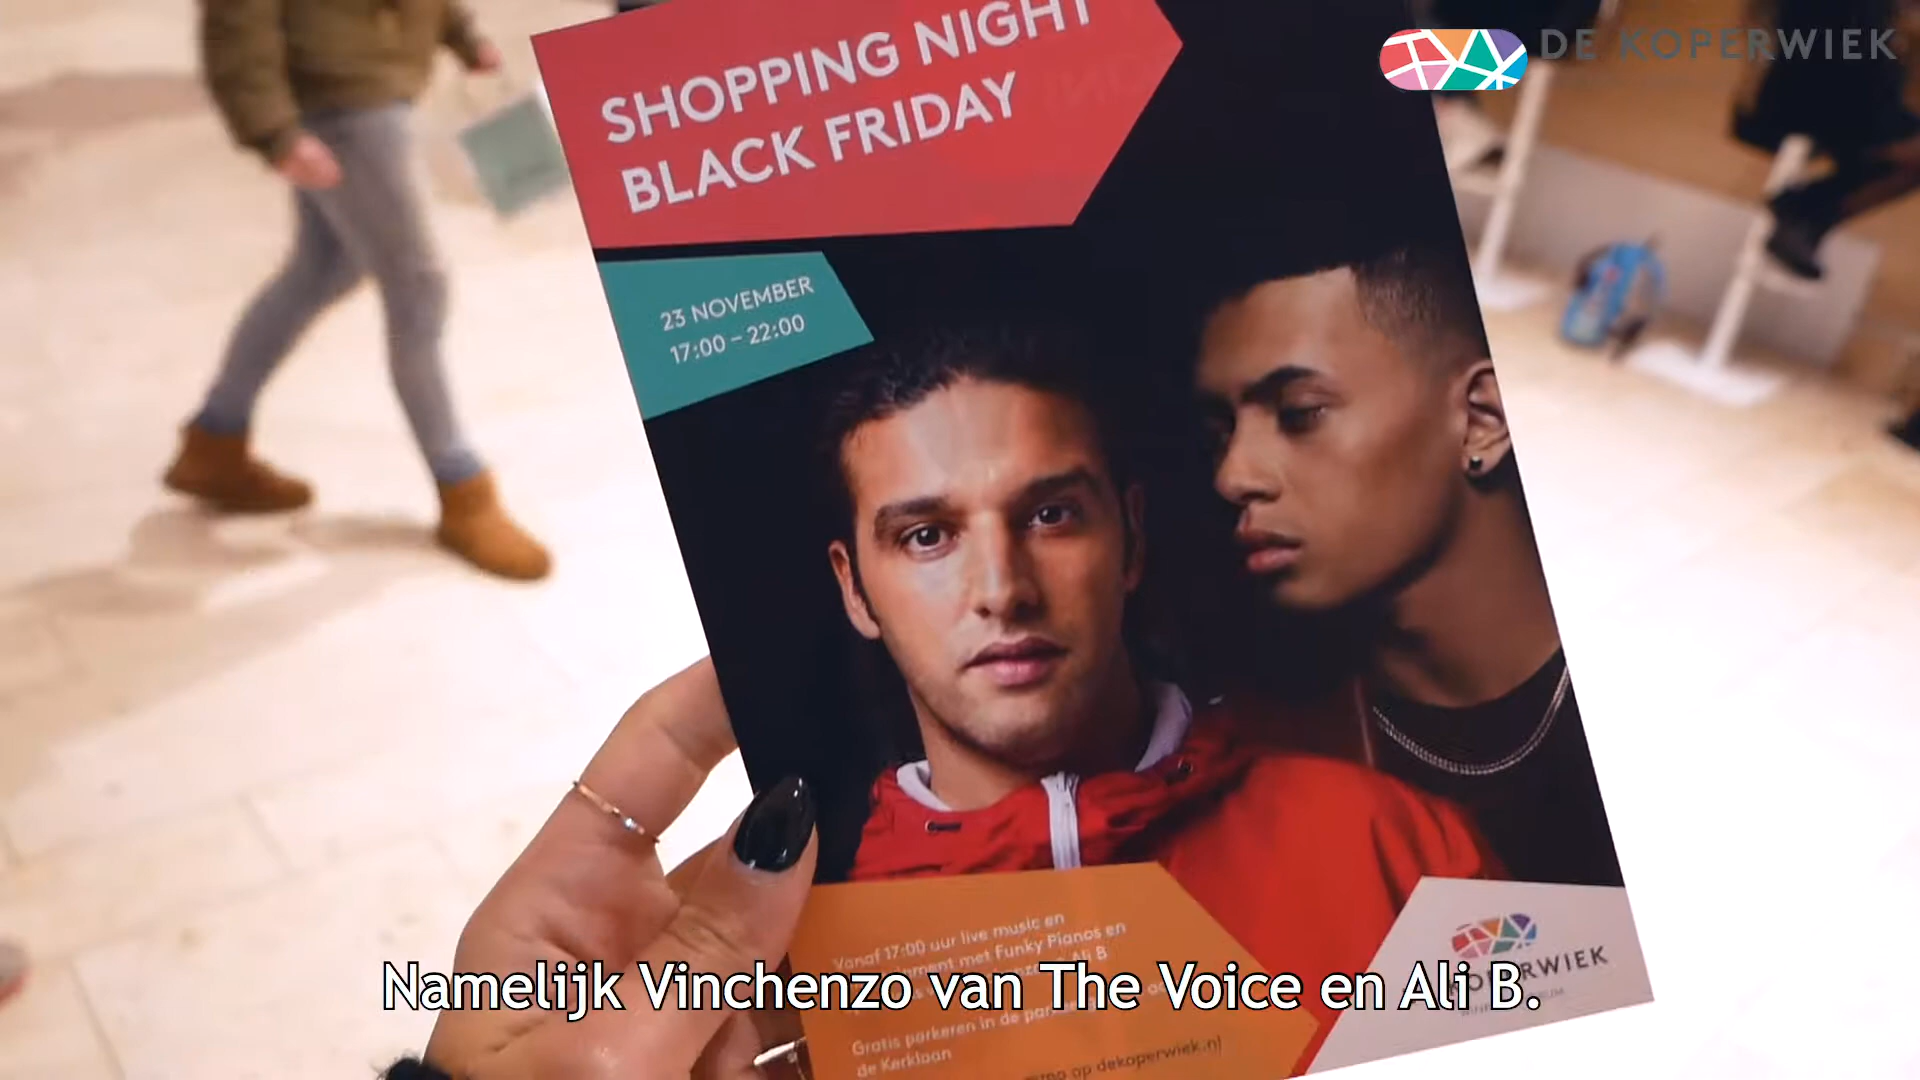 DE KOPERWIEK
SHOPPING NIGHT
BLACK FRIDAY
23 NOVEMBER
17:00 – 22:00
Vanaf 17:00 uur live music en
met Funky Pianos en
Ali B
Gratis parkeren in de
de Kerklaan
op dekoperwiek.nl
Namelijk Vinchenzo van The Voice en Ali B.